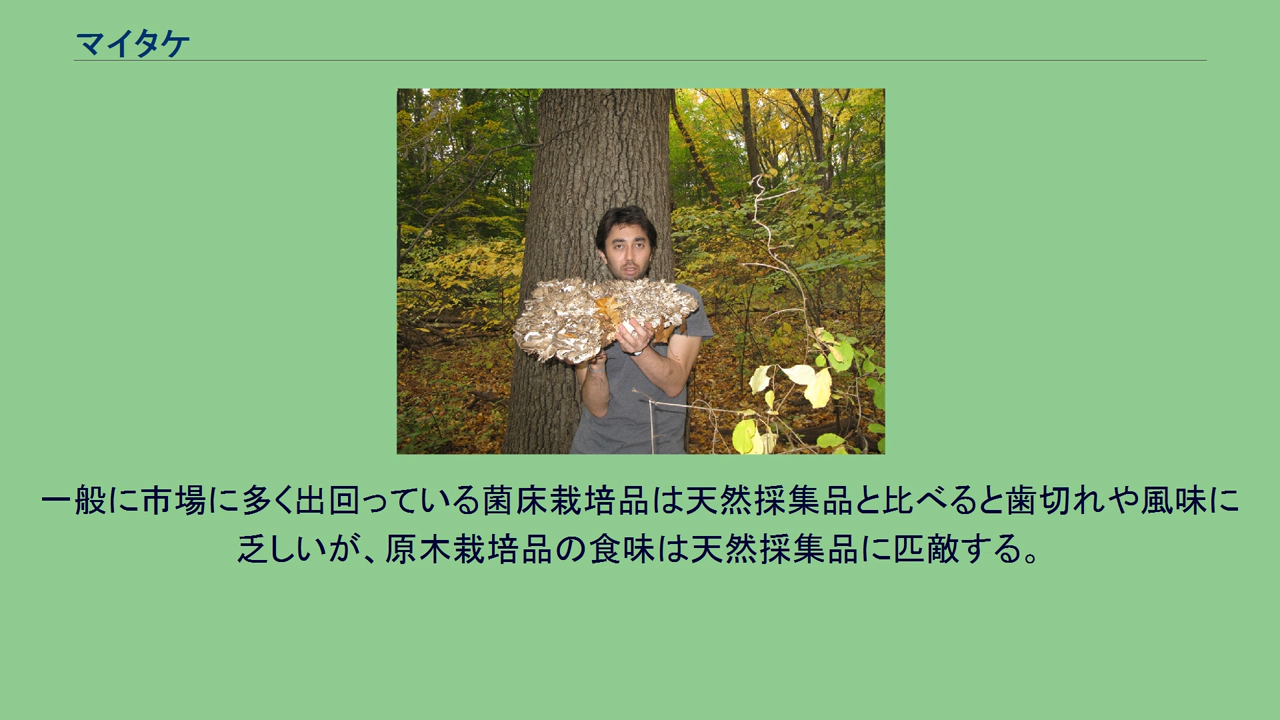 マイタケ
一般に市場に多く出回っている菌床栽培品は天然採集品と比べると歯切れや風味に
乏しいが、原木栽培品の食味は天然採集品に匹敵する。